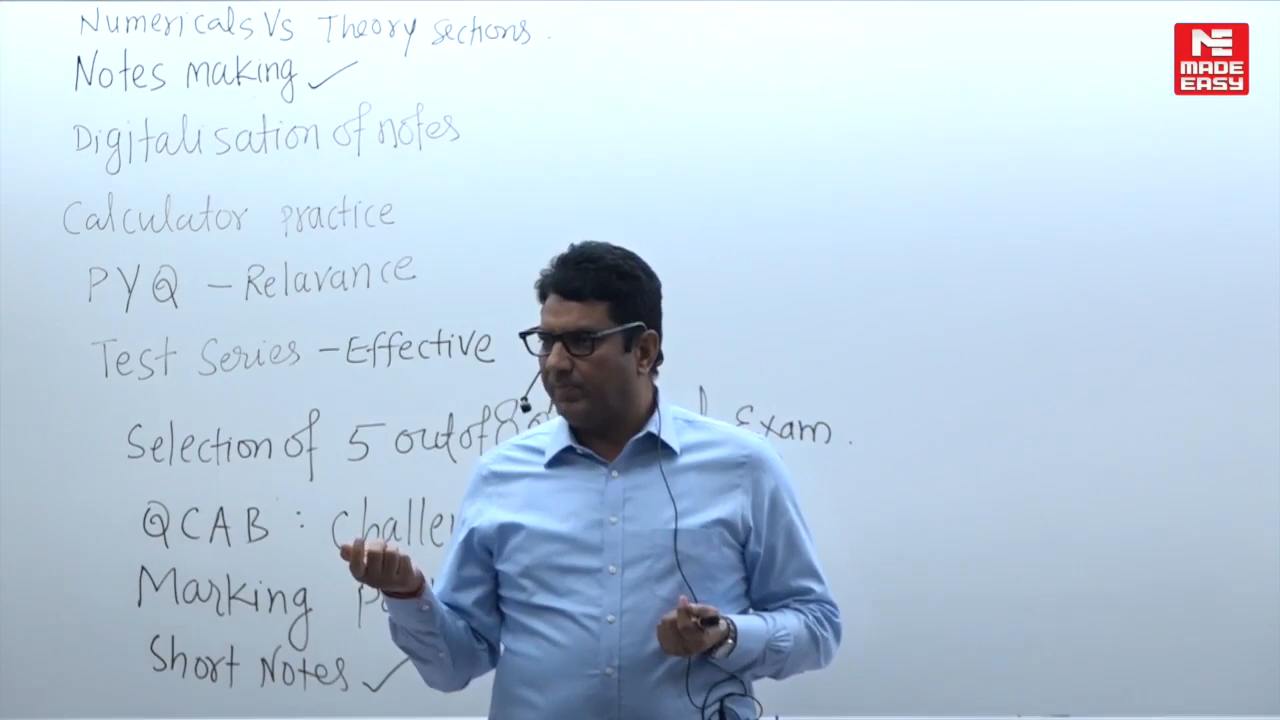 Numericals Vs Theory sections.
Notes making
Digitalisation of notes
Calculator practice
PYQ - Relavance
Test Series - Effective
Selection of 5 out of 8 Exam.
QCAB :
Marking
Short Notes
MADE EASY